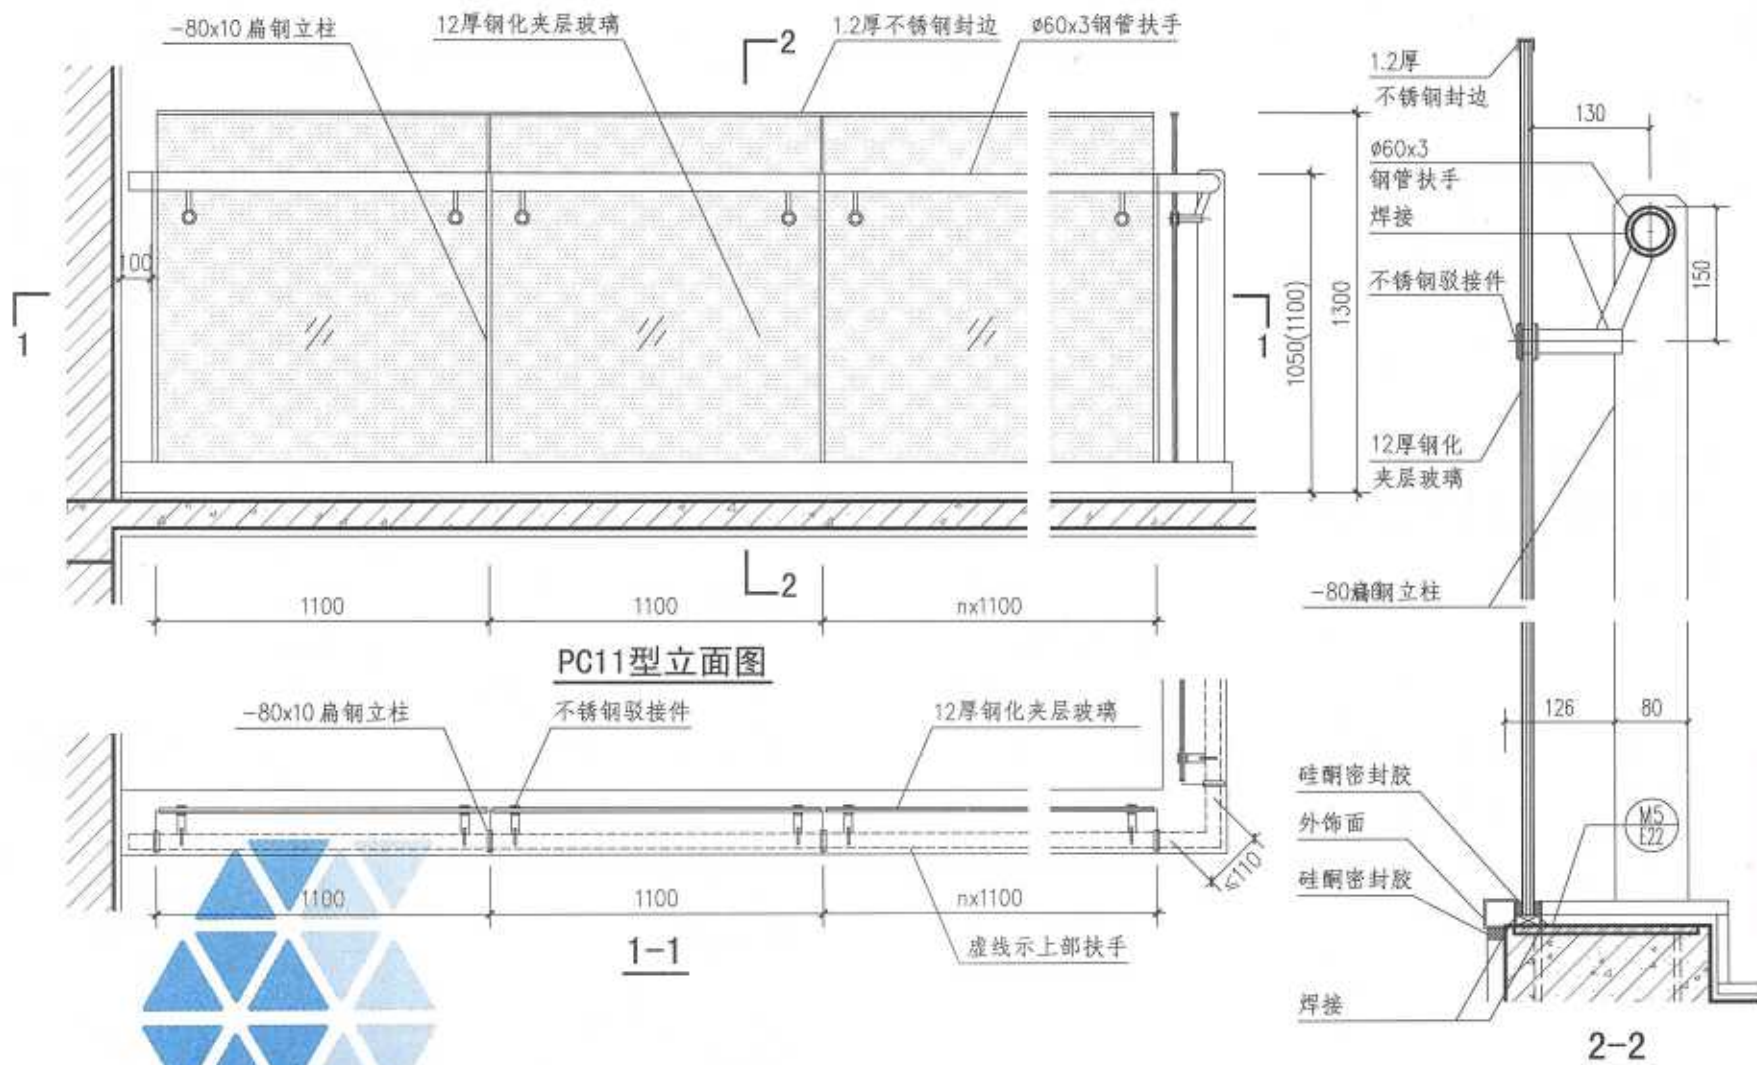 -80x10扁钢立柱
12厚钢化夹层玻璃
2
1.2厚不锈钢封边
ø60x3钢管扶手
100
1
1
1050(1100)
1300
2
1100
1100
nx1100
PC11型立面图
-80x10扁钢立柱
不锈钢驳接件
12厚钢化夹层玻璃
1100
1100
nx1100
≤110
虚线示上部扶手
1-1
1.2厚
不锈钢封边
130
ø60x3
钢管扶手
焊接
不锈钢驳接件
150
12厚钢化
夹层玻璃
-80扁钢立柱
126
80
硅酮密封胶
外饰面
硅酮密封胶
M5
E22
焊接
2-2